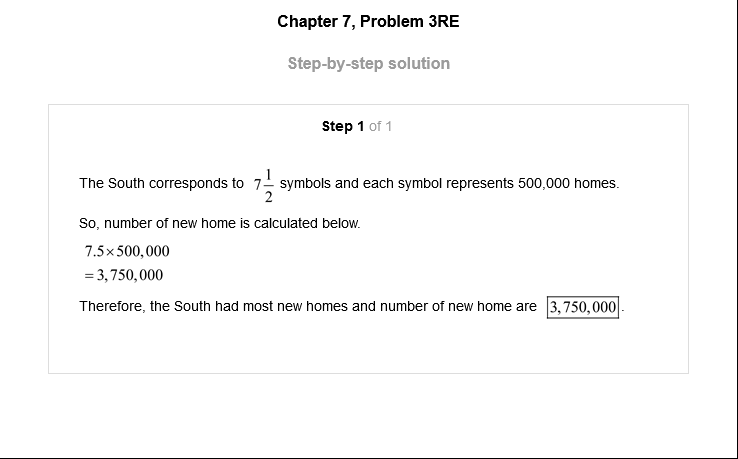 Chapter 7, Problem 3RE
Step-by-step solution
Step 1 of 1
The South corresponds to 7 1/2 symbols and each symbol represents 500,000 homes.
So, number of new home is calculated below.
7.5×500,000
=3,750,000
Therefore, the South had most new homes and number of new home are 3,750,000.